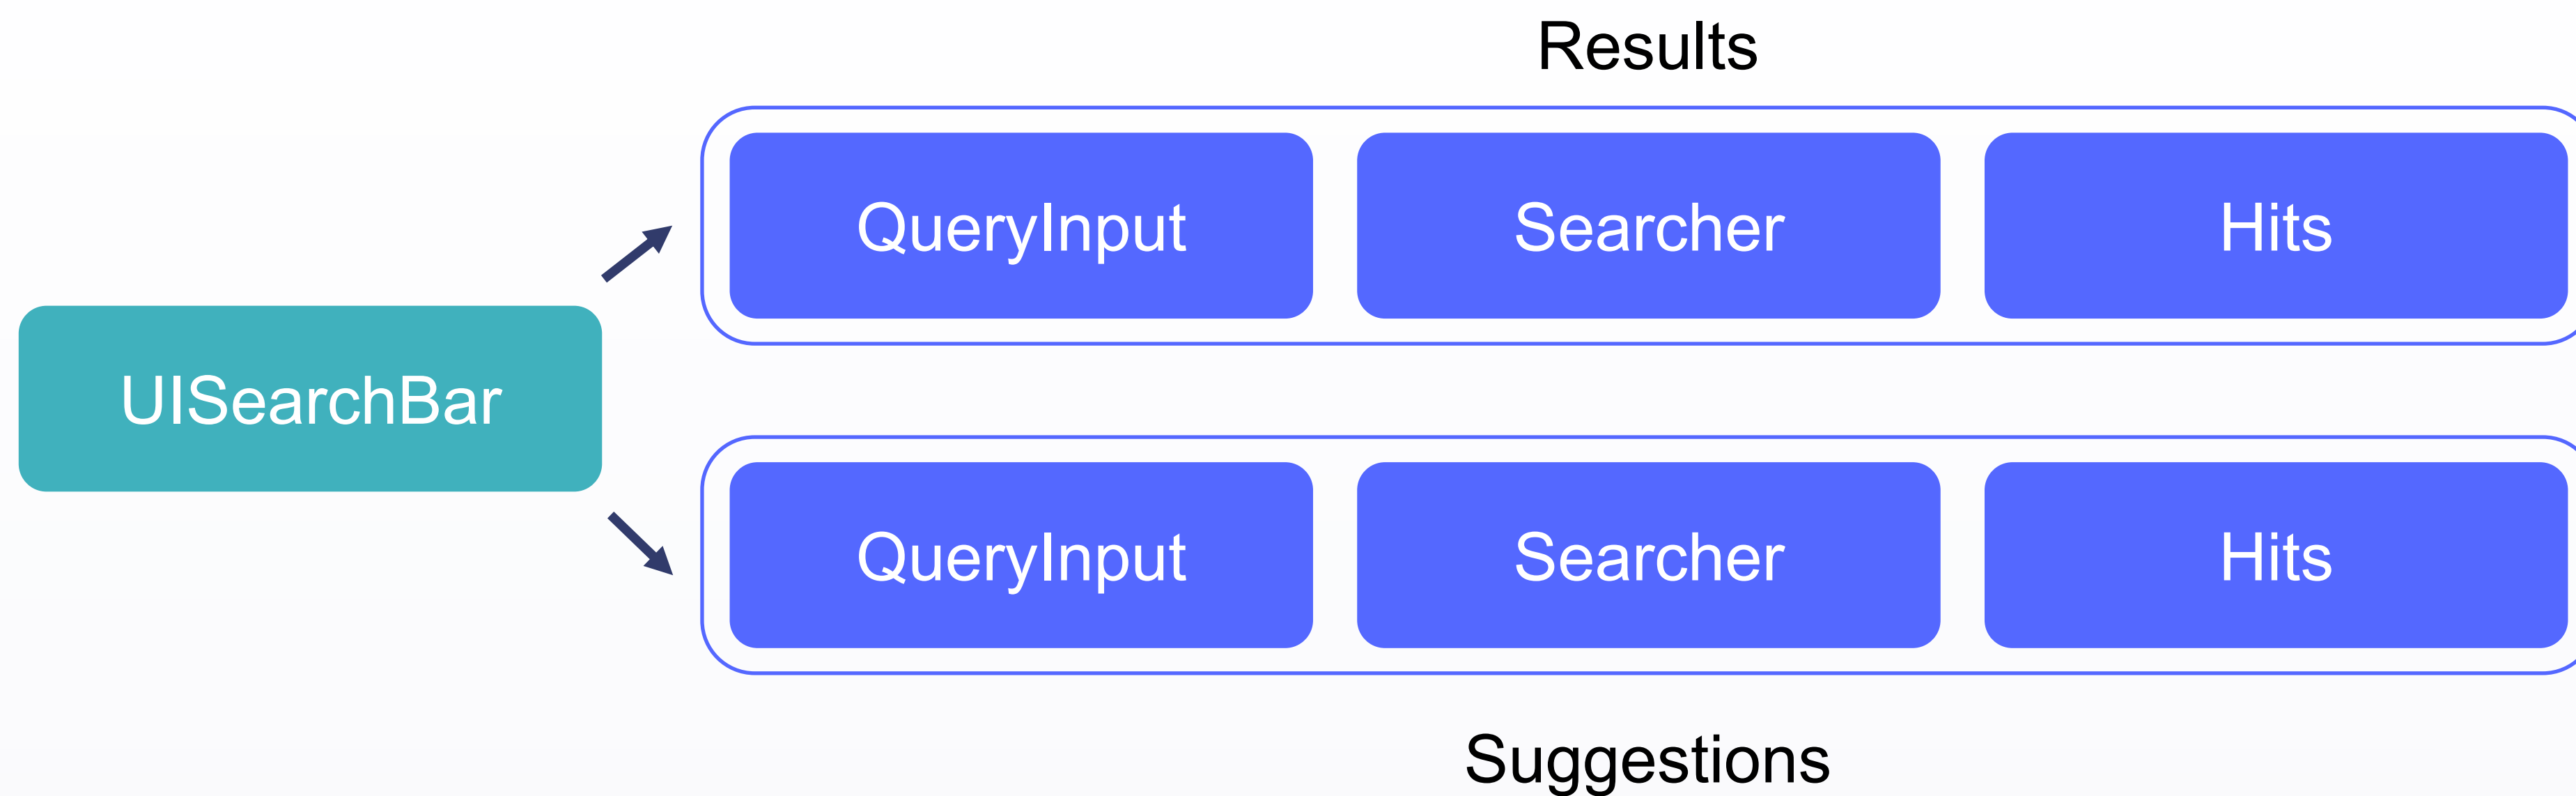 Results
QueryInput
Searcher
Hits
UISearchBar
QueryInput
Searcher
Hits
Suggestions